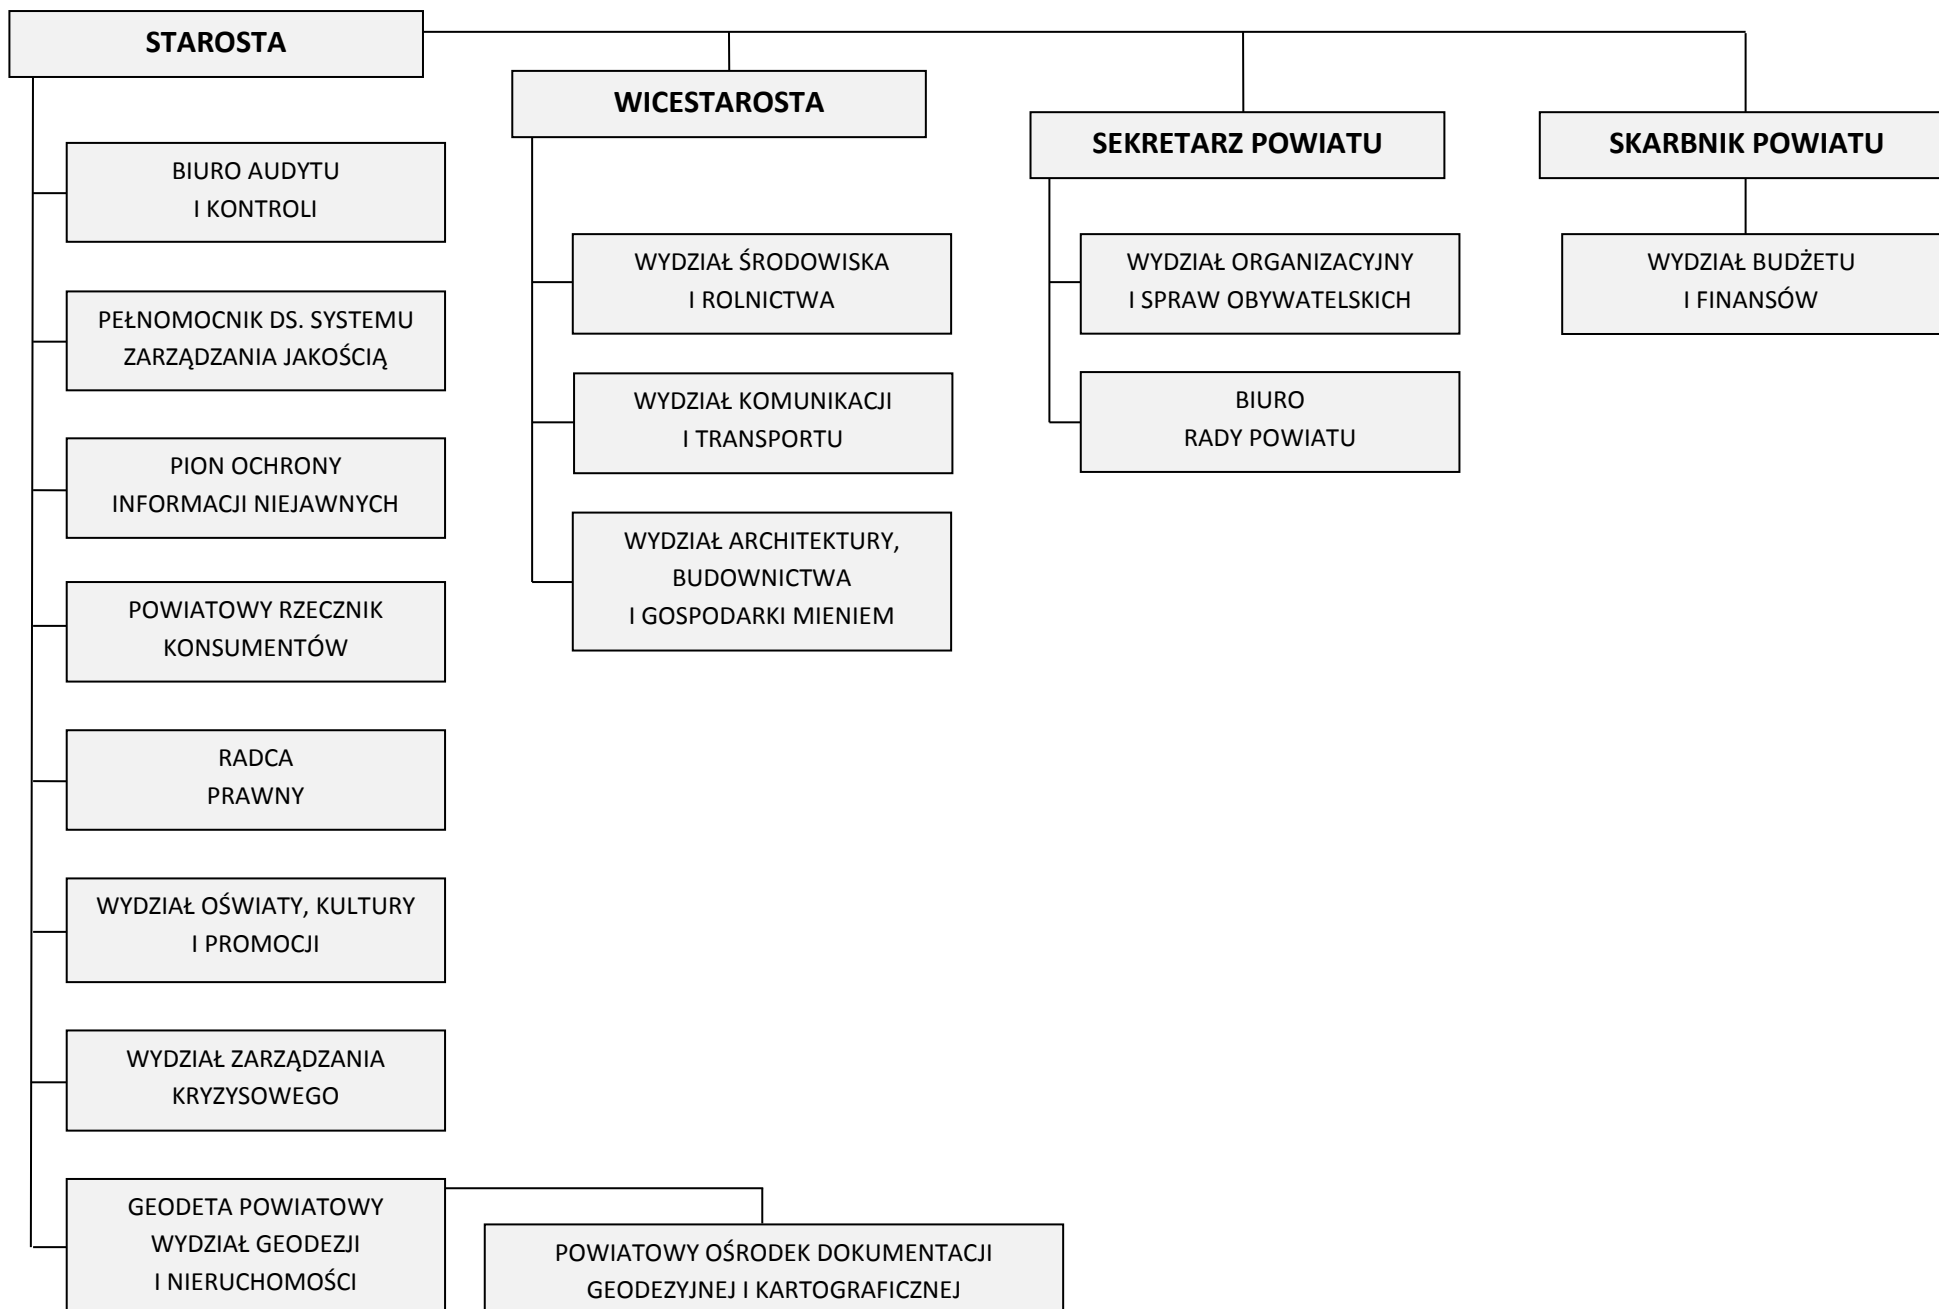 STAROSTA
BIURO AUDYTU
I KONTROLI
PEŁNOMOCNIK DS. SYSTEMU
ZARZĄDZANIA JAKOŚCIĄ
PION OCHRONY
INFORMACJI NIEJAWNYCH
POWIATOWY RZECZNIK
KONSUMENTÓW
RADCA
PRAWNY
WYDZIAŁ OŚWIATY, KULTURY
I PROMOCJI
WYDZIAŁ ZARZĄDZANIA
KRYZYSOWEGO
GEODETA POWIATOWY
WYDZIAŁ GEODEZJI
I NIERUCHOMOŚCI
POWIATOWY OŚRODEK DOKUMENTACJI
GEODEZYJNEJ I KARTOGRAFICZNEJ
WICESTAROSTA
WYDZIAŁ ŚRODOWISKA
I ROLNICTWA
WYDZIAŁ KOMUNIKACJI
I TRANSPORTU
WYDZIAŁ ARCHITEKTURY,
BUDOWNICTWA
I GOSPODARKI MIENIEM
SEKRETARZ POWIATU
WYDZIAŁ ORGANIZACYJNY
I SPRAW OBYWATELSKICH
BIURO
RADY POWIATU
SKARBNIK POWIATU
WYDZIAŁ BUDŻETU
I FINANSÓW